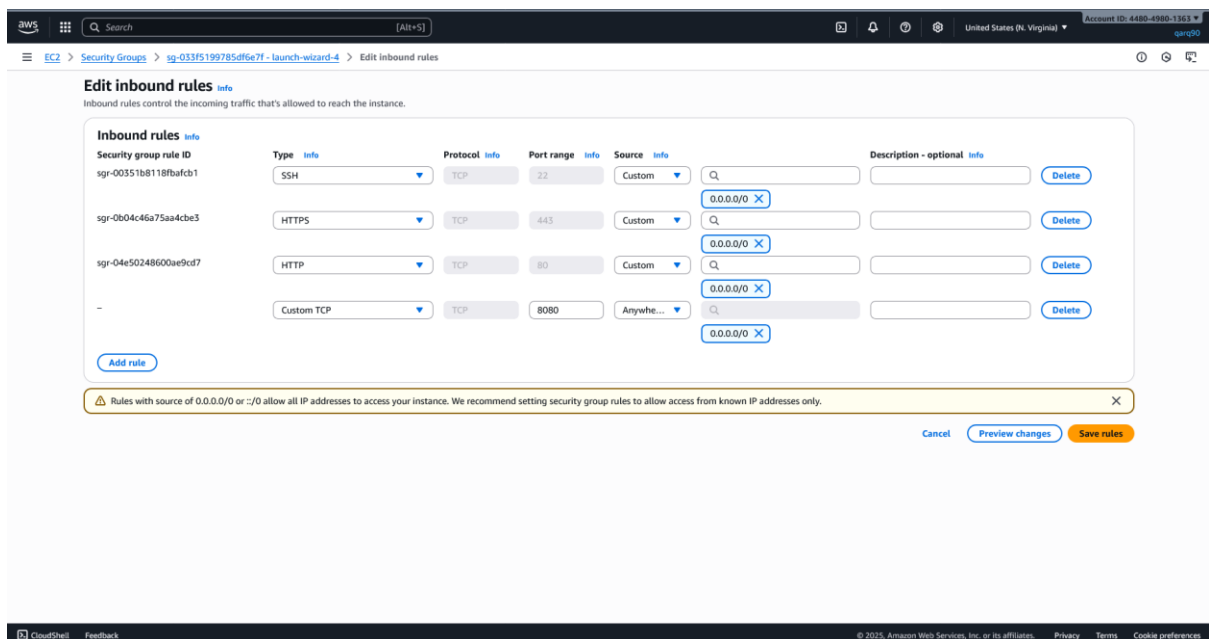 aws
Search [Alt+S]
United States (N. Virginia)
Account ID: 4480-4980-1363
qarq90
EC2 > Security Groups > sg-033f5199785df6e7f - launch-wizard-4 > Edit inbound rules
Edit inbound rules Info
Inbound rules control the incoming traffic that's allowed to reach the instance.
Inbound rules Info
Security group rule ID Type Info Protocol Info Port range Info Source Info Description - optional Info
sgr-00351b8118fbafcb1 SSH TCP 22 Custom Delete
0.0.0.0/0
sgr-0b04c46a75aa4cbe3 HTTPS TCP 443 Custom Delete
0.0.0.0/0
sgr-04e50248600ae9cd7 HTTP TCP 80 Custom Delete
0.0.0.0/0
– Custom TCP TCP 8080 Anywhe... Delete
0.0.0.0/0
Add rule
Rules with source of 0.0.0.0/0 or ::/0 allow all IP addresses to access your instance. We recommend setting security group rules to allow access from known IP addresses only.
Cancel Preview changes Save rules
CloudShell Feedback © 2025, Amazon Web Services, Inc. or its affiliates. Privacy Terms Cookie preferences